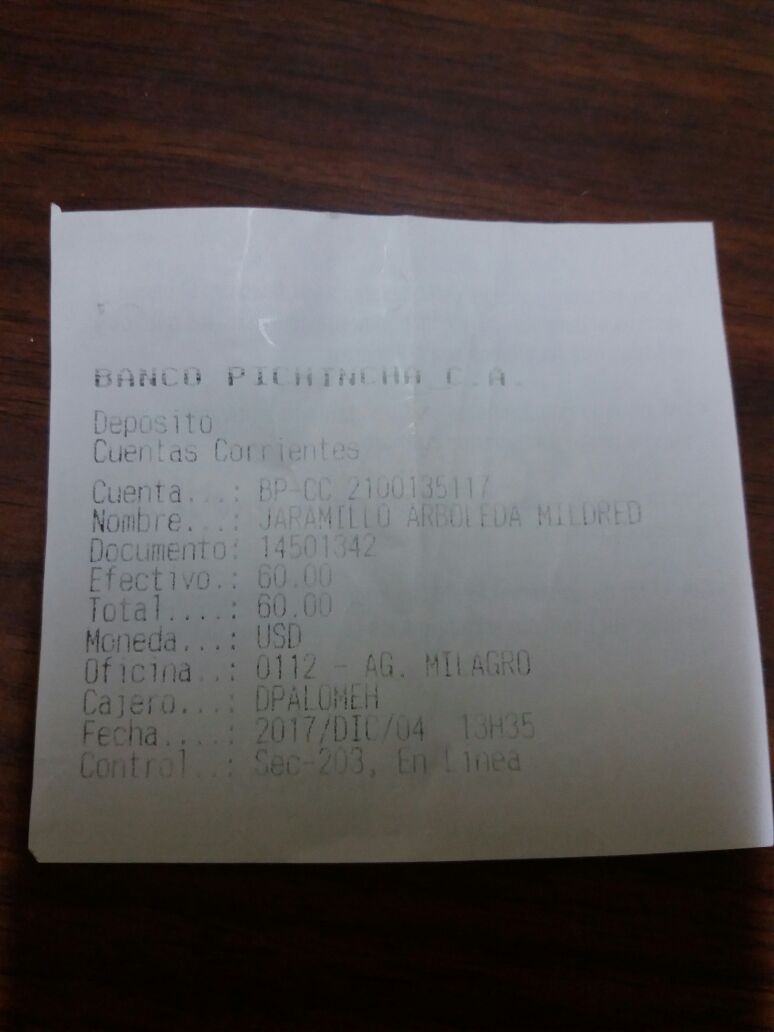 BANCO PICHINCHA C.A.
Deposito
Cuentas Corrientes
Cuenta...: BP-CC 2100135117
Nombre...: JARAMILLO ARBOLEDA MILDRED
Documento: 14501342
Efectivo.: 60.00
Total....: 60.00
Moneda...: USD
Oficina..: 0112 - AG. MILAGRO
Cajero...: DPALOMEH
Fecha....: 2017/DIC/04 13H35
Control..: Sec-203, En Linea